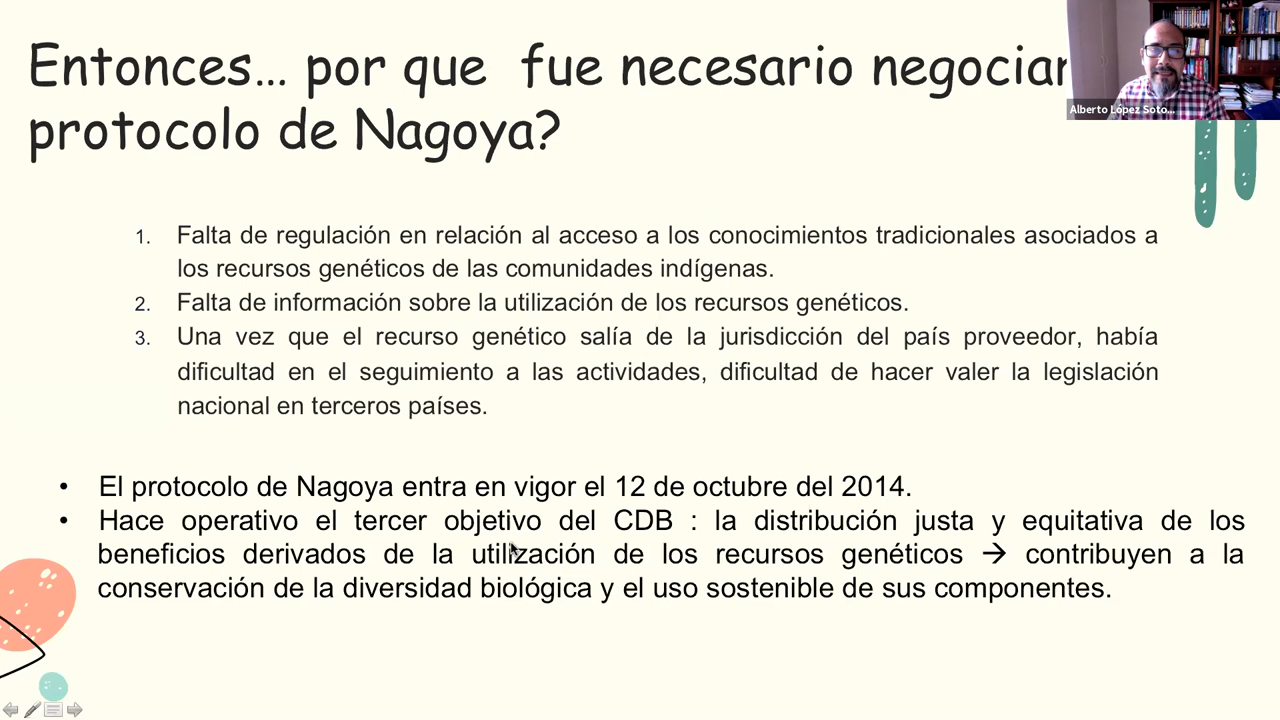 Entonces... por que fue necesario negociar
protocolo de Nagoya?
Alberto López Soto...
1. Falta de regulación en relación al acceso a los conocimientos tradicionales asociados a
los recursos genéticos de las comunidades indígenas.
2. Falta de información sobre la utilización de los recursos genéticos.
3. Una vez que el recurso genético salía de la jurisdicción del país proveedor, había
dificultad en el seguimiento a las actividades, dificultad de hacer valer la legislación
nacional en terceros países.
• El protocolo de Nagoya entra en vigor el 12 de octubre del 2014.
• Hace operativo el tercer objetivo del CDB : la distribución justa y equitativa de los
beneficios derivados de la utilización de los recursos genéticos → contribuyen a la
conservación de la diversidad biológica y el uso sostenible de sus componentes.